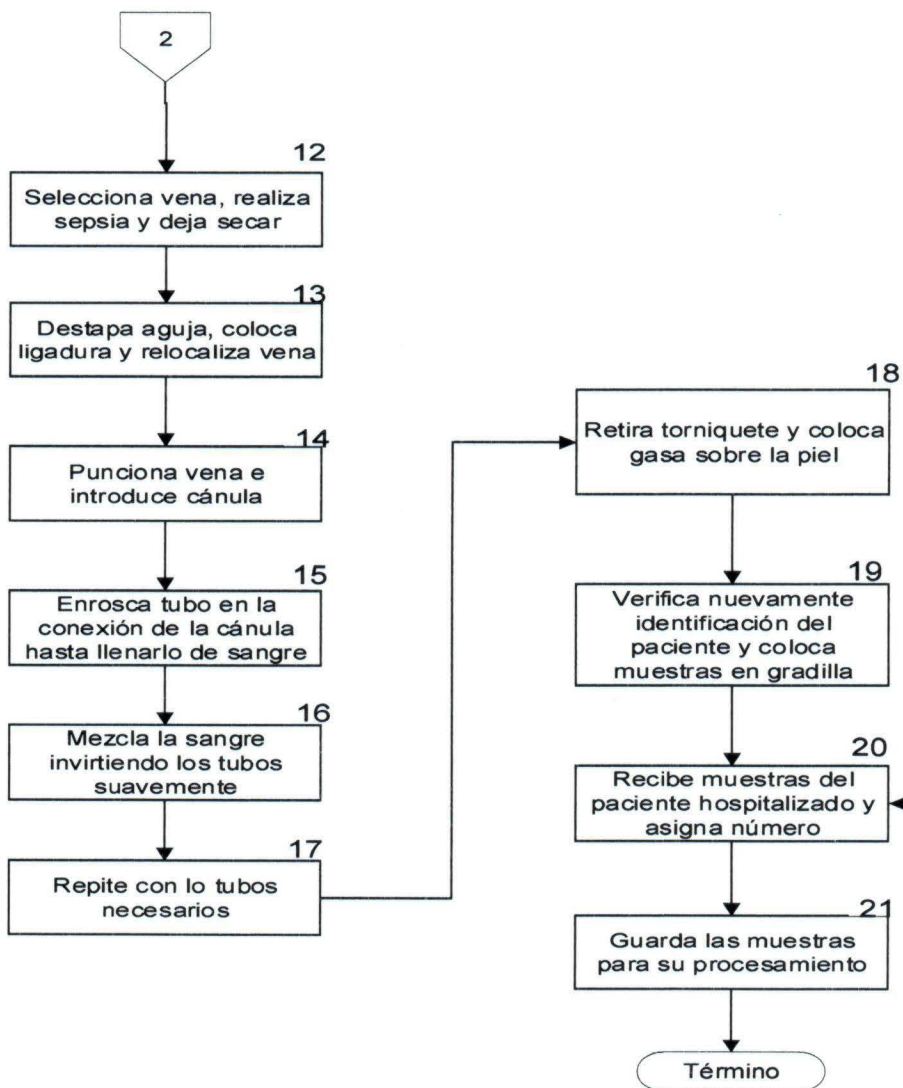 2
12
Selecciona vena, realiza
sepsia y deja secar
13
Destapa aguja, coloca
ligadura y relocaliza vena
14
Punciona vena e
introduce cánula
15
Enrosca tubo en la
conexión de la cánula
hasta llenarlo de sangre
16
Mezcla la sangre
invirtiendo los tubos
suavemente
17
Repite con lo tubos
necesarios
18
Retira torniquete y coloca
gasa sobre la piel
19
Verifica nuevamente
identificación del
paciente y coloca
muestras en gradilla
20
Recibe muestras del
paciente hospitalizado y
asigna número
21
Guarda las muestras
para su procesamiento
Término